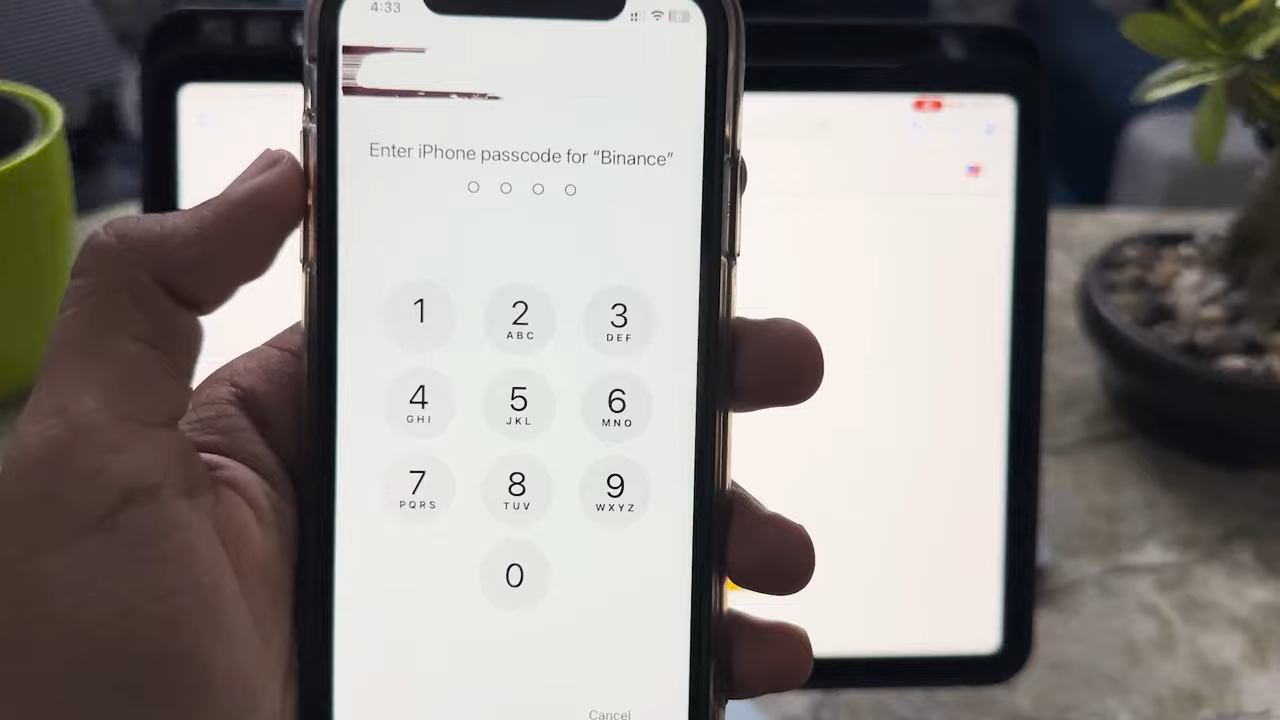 4:33
Enter iPhone passcode for “Binance”
1 2 3
ABC DEF
4 5 6
GHI JKL MNO
7 8 9
PQRS TUV WXYZ
0
Cancel